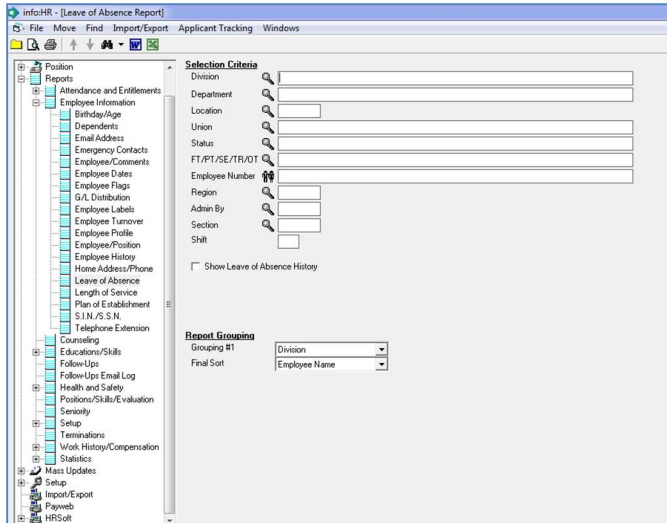 info:HR - [Leave of Absence Report]
File Move Find Import/Export Applicant Tracking Windows
Position
Reports
Attendance and Entitlements
Employee Information
Birthday/Age
Dependents
Email Address
Emergency Contacts
Employee/Comments
Employee Dates
Employee Flags
G/L Distribution
Employee Labels
Employee Turnover
Employee Profile
Employee/Position
Employee History
Home Address/Phone
Leave of Absence
Length of Service
Plan of Establishment
S.I.N./S.S.N.
Telephone Extension
Counseling
Educations/Skills
Follow-Ups
Follow-Ups Email Log
Health and Safety
Positions/Skills/Evaluation
Seniority
Setup
Terminations
Work History/Compensation
Statistics
Mass Updates
Setup
Import/Export
Payweb
HRSoft
Selection Criteria
Division
Department
Location
Union
Status
FT/PT/SE/TR/OT
Employee Number
Region
Admin By
Section
Shift
Show Leave of Absence History
Report Grouping
Grouping #1 Division
Final Sort Employee Name